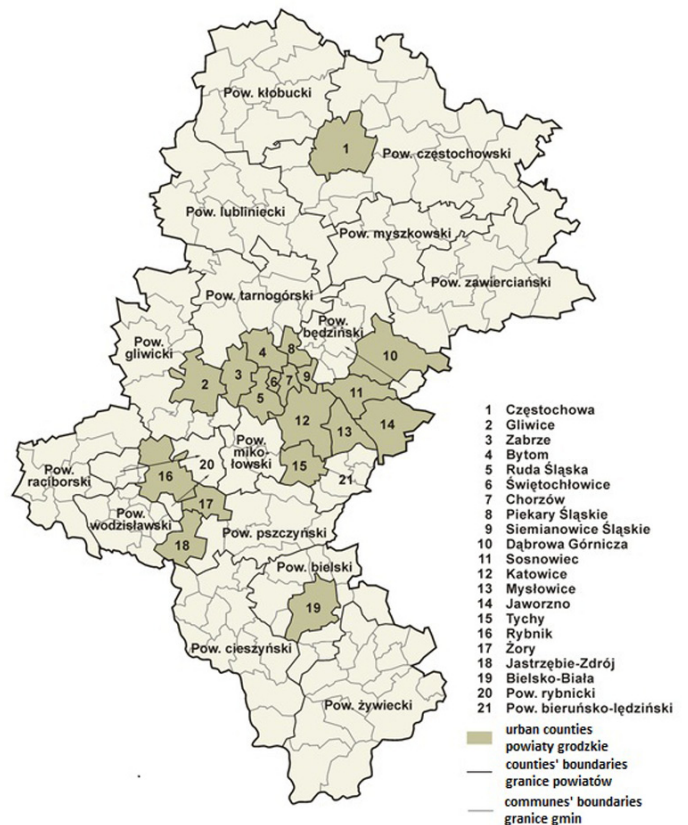 Pow. kłobucki
1
Pow. częstochowski
Pow. lubliniecki
Pow. myszkowski
Pow. zawierciański
Pow. tarnogórski
Pow.
będziński
Pow.
gliwicki
10
8
4
3
6
7
9
2
5
11
12
13
14
Pow.
miko-
łowski
15
21
20
Pow.
raciborski
16
17
Pow.
wodzisławski
18
Pow. pszczyński
Pow. bielski
19
Pow. cieszyński
Pow. żywiecki
1 Częstochowa
2 Gliwice
3 Zabrze
4 Bytom
5 Ruda Śląska
6 Świętochłowice
7 Chorzów
8 Piekary Śląskie
9 Siemianowice Śląskie
10 Dąbrowa Górnicza
11 Sosnowiec
12 Katowice
13 Mysłowice
14 Jaworzno
15 Tychy
16 Rybnik
17 Żory
18 Jastrzębie-Zdrój
19 Bielsko-Biała
20 Pow. rybnicki
21 Pow. bieruńsko-lędziński
urban counties
powiaty grodzkie
counties' boundaries
granice powiatów
communes' boundaries
granice gmin